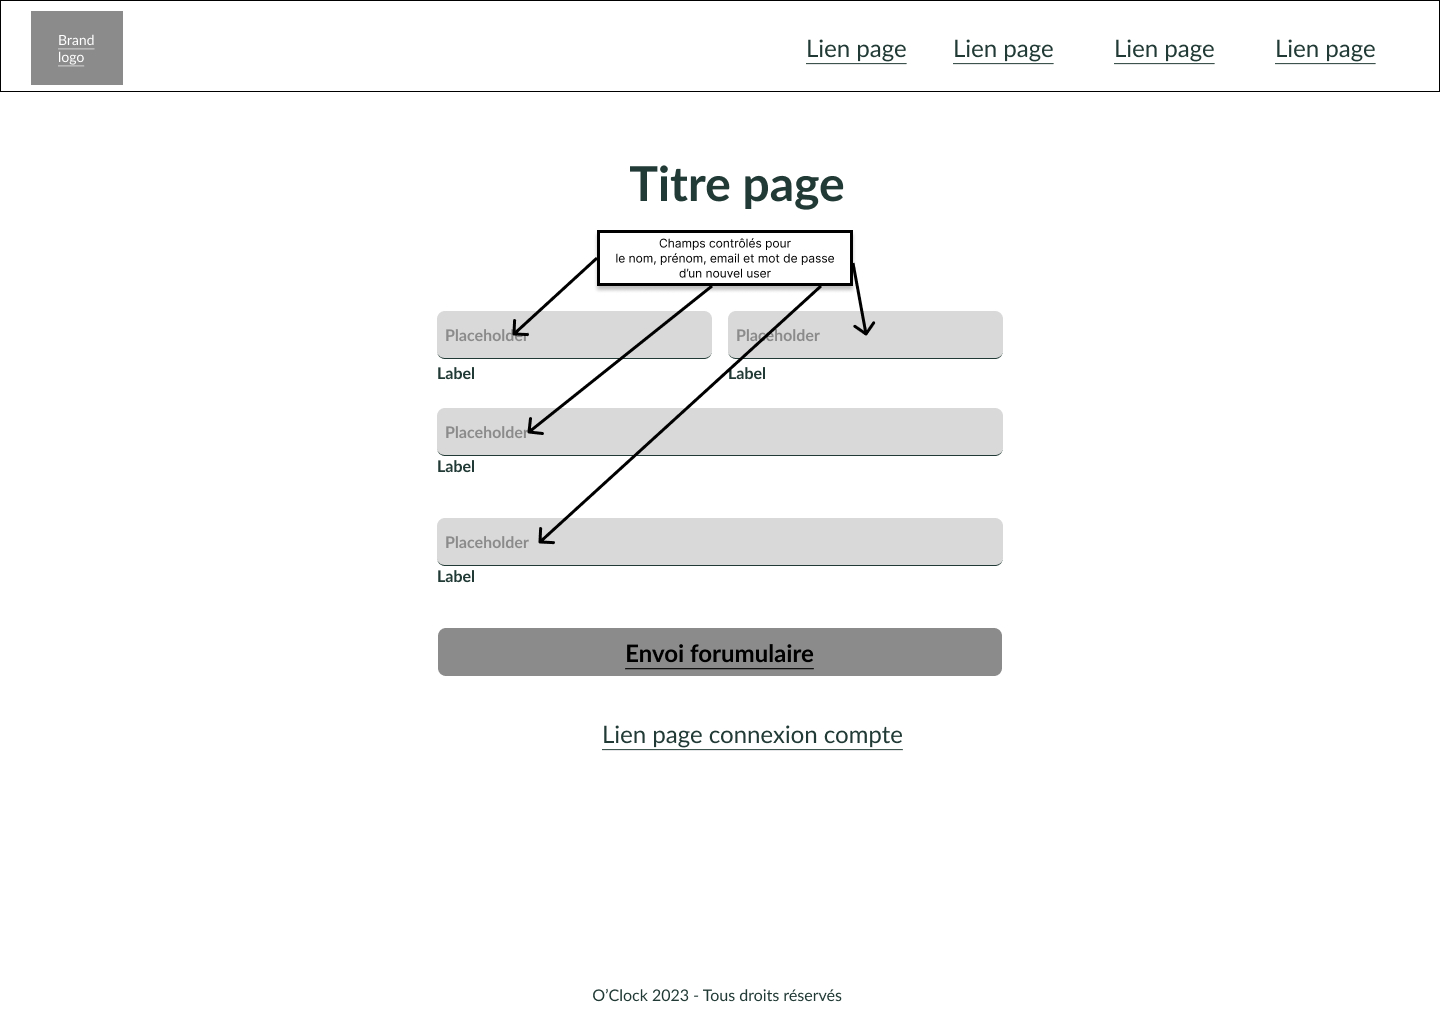 Brand
logo
Lien page
Lien page
Lien page
Lien page
Titre page
Champs contrôlés pour
le nom, prénom, email et mot de passe
d'un nouvel user
Placeholder
Placeholder
Label
Label
Placeholder
Label
Placeholder
Label
Envoi forumulaire
Lien page connexion compte
O’Clock 2023 - Tous droits réservés